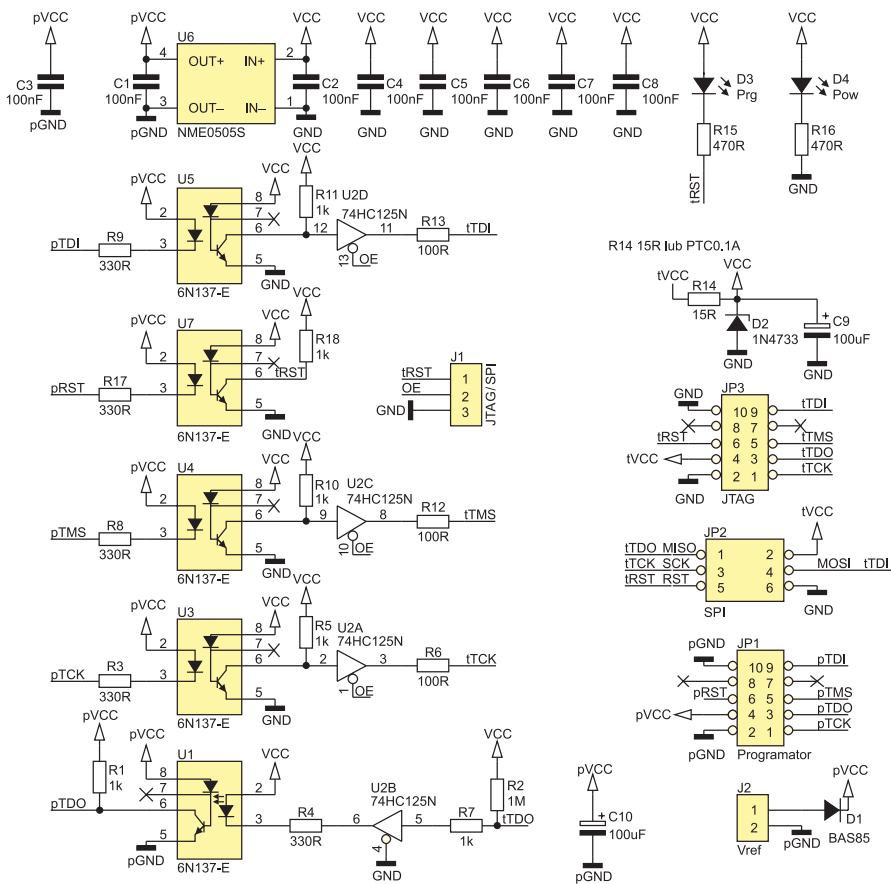 pVCC pVCC VCC VCC VCC VCC VCC VCC VCC VCC
U6
4 OUT+ IN+ 2
3 OUT– IN– 1
NME0505S
C3 100nF
C1 100nF
C2 100nF
C4 100nF
C5 100nF
C6 100nF
C7 100nF
C8 100nF
pGND pGND GND GND GND GND GND GND
D3 Prg
R15 470R
tRST
D4 Pow
R16 470R
GND
pVCC U5 VCC VCC
2 8 7 6 5 3
R11 1k
U2D
74HC125N
12 11
13 OE
R13 100R
tTDI
pTDI R9 330R
6N137-E
GND
R14 15R lub PTC0.1A
tVCC VCC
R14 15R
D2 1N4733
C9 100uF
+
GND GND
pVCC U7 VCC VCC
2 8 7 6 5 3
R18 1k
tRST
pRST R17 330R
6N137-E
GND
J1
tRST 1
OE 2
GND 3
JTAG/SPI
JP3
GND 10 9 tTDI
8 7
tRST 6 5 tTMS
tVCC 4 3 tTDO
2 1 tTCK
GND
JTAG
pVCC U4 VCC VCC
2 8 7 6 5 3
R10 1k
U2C
74HC125N
9 8
10 OE
R12 100R
tTMS
pTMS R8 330R
6N137-E
GND
JP2 tVCC
tTDO MISO 1 2
tTCK SCK 3 4 MOSI tTDI
tRST RST 5 6
SPI GND
pVCC U3 VCC VCC
2 8 7 6 5 3
R5 1k
U2A
74HC125N
2 3
1 OE
R6 100R
tTCK
pTCK R3 330R
6N137-E
GND
JP1
pGND 10 9 pTDI
8 7
pRST 6 5 pTMS
pVCC 4 3 pTDO
2 1 pTCK
pGND Programator
pVCC pVCC U1 VCC
R1 1k
8 7 6 5 2 3
pTDO
pGND
6N137-E
R4 330R
U2B
74HC125N
6 5
4
GND
R7 1k
VCC
R2 1M
tTDO
pVCC
+
C10 100uF
pGND
J2
1
2
Vref
pGND
pVCC
D1
BAS85